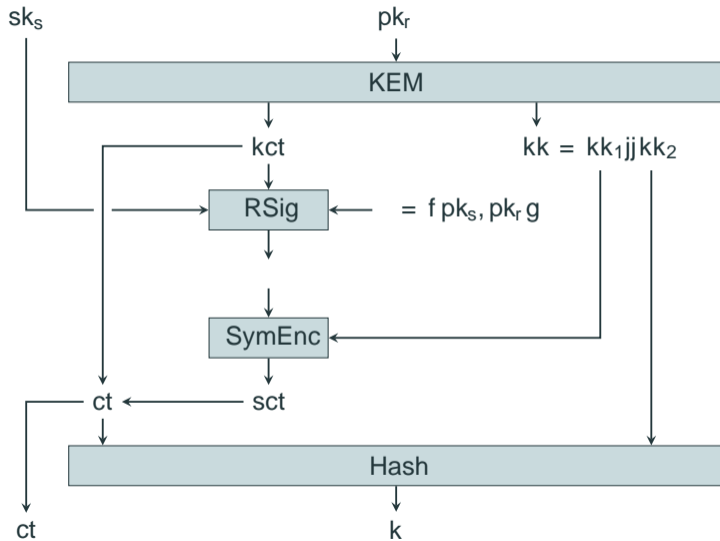 sks pkr
KEM
kct kk = kk1jjkk2
RSig = f pks, pkr g
SymEnc
ct sct
Hash
ct k